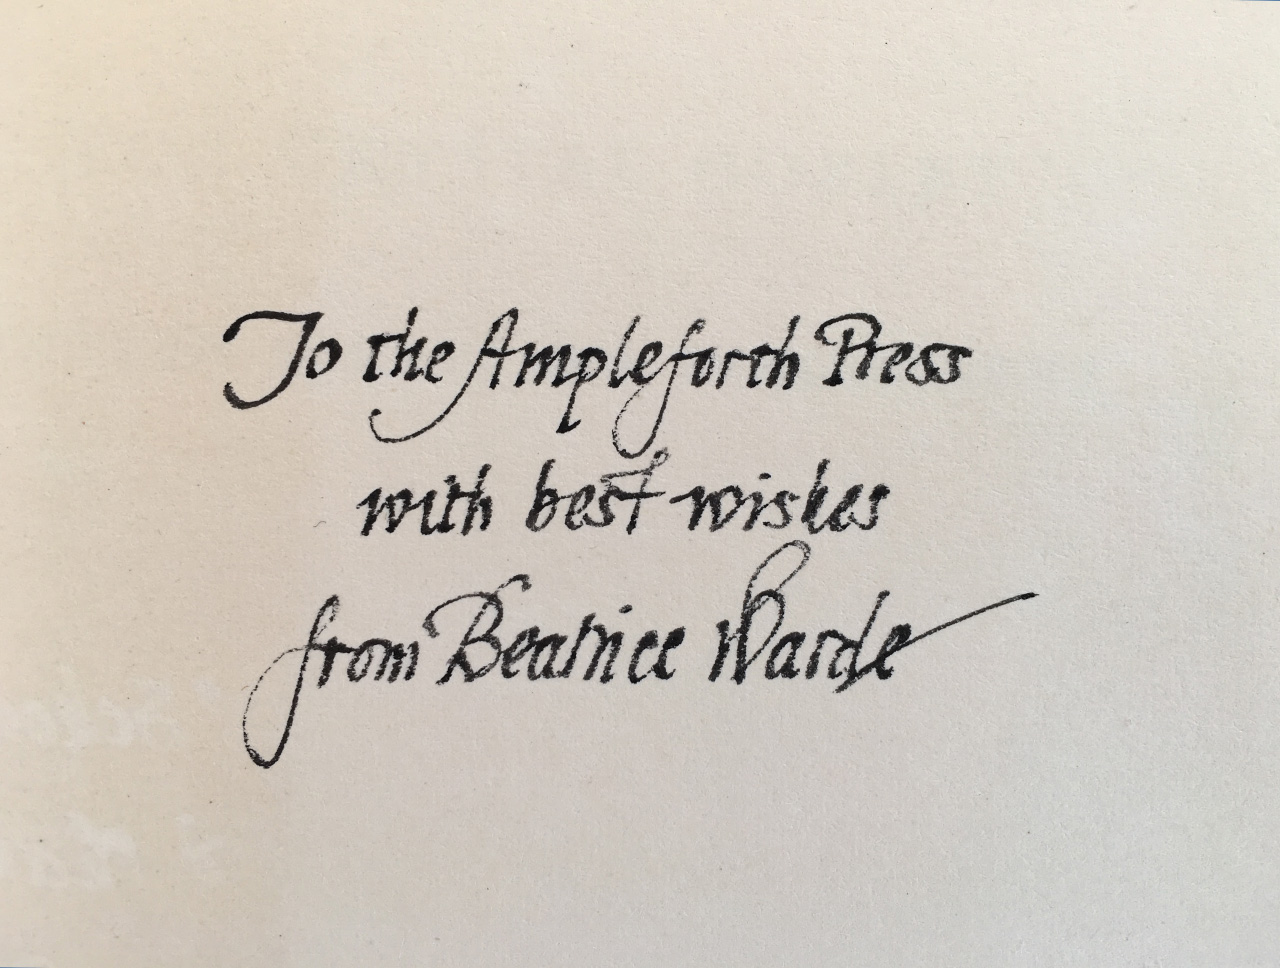 To the Ampleforth Press
with best wishes
from Beatrice Warde